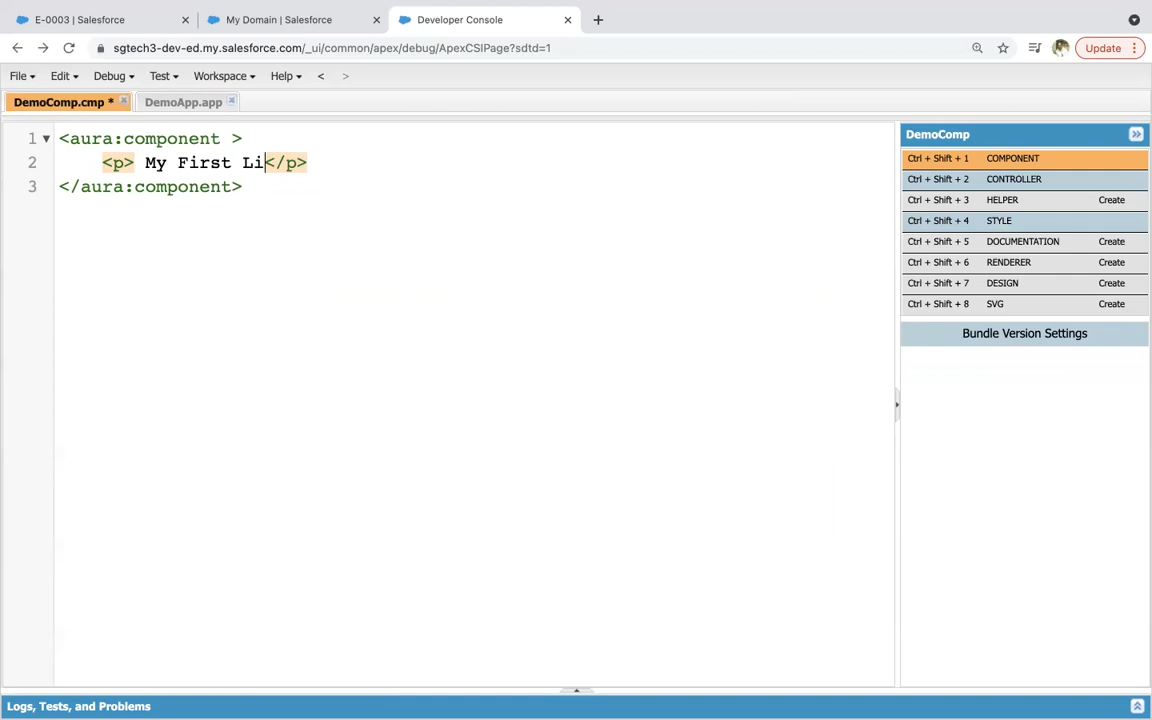 E-0003 | Salesforce
My Domain | Salesforce
Developer Console
sgtech3-dev-ed.my.salesforce.com/_ui/common/apex/debug/ApexCSIPage?sdtd=1
Update
File Edit Debug Test Workspace Help < >
DemoComp.cmp *
DemoApp.app
1 <aura:component >
2 <p> My First Li</p>
3 </aura:component>
DemoComp
Ctrl + Shift + 1 COMPONENT
Ctrl + Shift + 2 CONTROLLER
Ctrl + Shift + 3 HELPER Create
Ctrl + Shift + 4 STYLE
Ctrl + Shift + 5 DOCUMENTATION Create
Ctrl + Shift + 6 RENDERER Create
Ctrl + Shift + 7 DESIGN Create
Ctrl + Shift + 8 SVG Create
Bundle Version Settings
Logs, Tests, and Problems